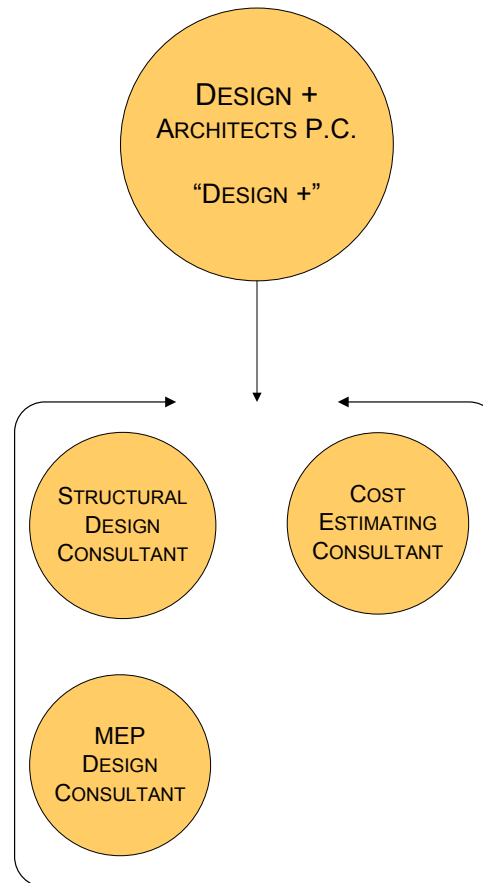 DESIGN +
ARCHITECTS P.C.
“DESIGN +”
STRUCTURAL
DESIGN
CONSULTANT
COST
ESTIMATING
CONSULTANT
MEP
DESIGN
CONSULTANT